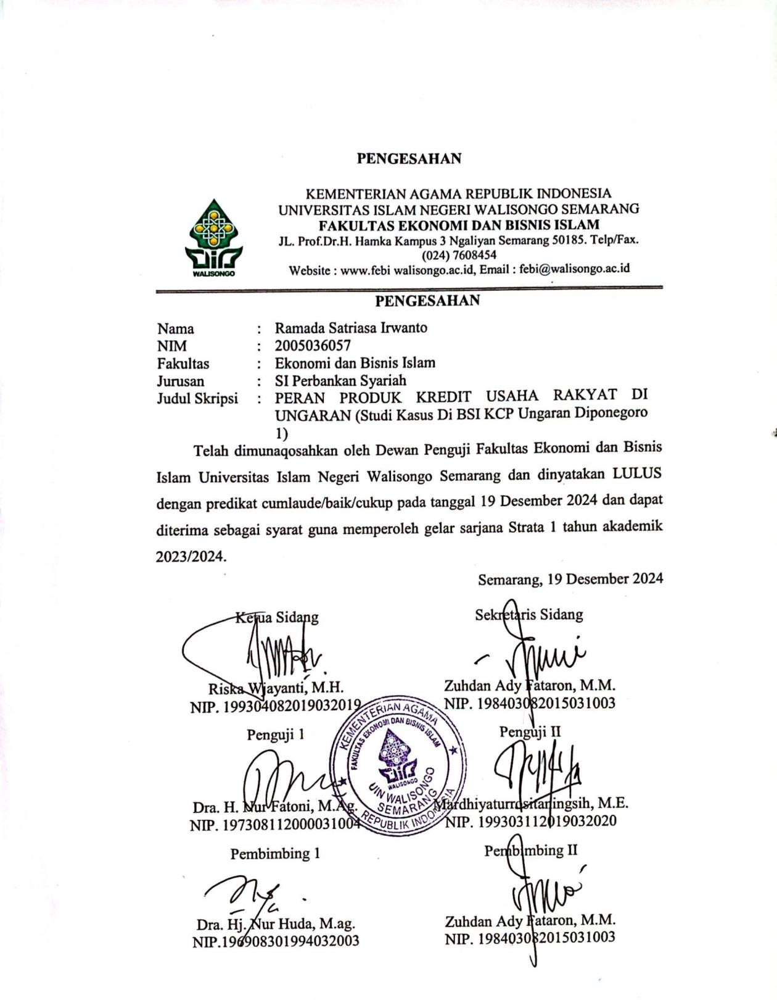 PENGESAHAN
KEMENTERIAN AGAMA REPUBLIK INDONESIA
UNIVERSITAS ISLAM NEGERI WALISONGO SEMARANG
FAKULTAS EKONOMI DAN BISNIS ISLAM
JL. Prof.Dr.H. Hamka Kampus 3 Ngaliyan Semarang 50185. Telp/Fax.
(024) 7608454
Website : www.febi walisongo.ac.id, Email : febi@walisongo.ac.id
UIN
WALISONGO
PENGESAHAN
Nama : Ramada Satriasa Irwanto
NIM : 2005036057
Fakultas : Ekonomi dan Bisnis Islam
Jurusan : SI Perbankan Syariah
Judul Skripsi : PERAN PRODUK KREDIT USAHA RAKYAT DI
UNGARAN (Studi Kasus Di BSI KCP Ungaran Diponegoro
1)
Telah dimunaqosahkan oleh Dewan Penguji Fakultas Ekonomi dan Bisnis
Islam Universitas Islam Negeri Walisongo Semarang dan dinyatakan LULUS
dengan predikat cumlaude/baik/cukup pada tanggal 19 Desember 2024 dan dapat
diterima sebagai syarat guna memperoleh gelar sarjana Strata 1 tahun akademik
2023/2024.
Semarang, 19 Desember 2024
Ketua Sidang
Sekretaris Sidang
Riska Wjayanti, M.H.
Zuhdan Ady Fataron, M.M.
NIP. 199304082019032019
NIP. 198403082015031003
Penguji 1
Penguji II
KEMENTERIAN AGAMA
FAKULTAS EKONOMI DAN BISNIS ISLAM
UIN
WALISONGO
UIN WALISONGO
SEMARANG
REPUBLIK INDONESIA
Dra. H. Nur Fatoni, M.Ag.
Mardhiyaturrositaningsih, M.E.
NIP. 197308112000031004
NIP. 199303112019032020
Pembimbing 1
Pembimbing II
Dra. Hj. Nur Huda, M.ag.
Zuhdan Ady Fataron, M.M.
NIP.196908301994032003
NIP. 198403082015031003